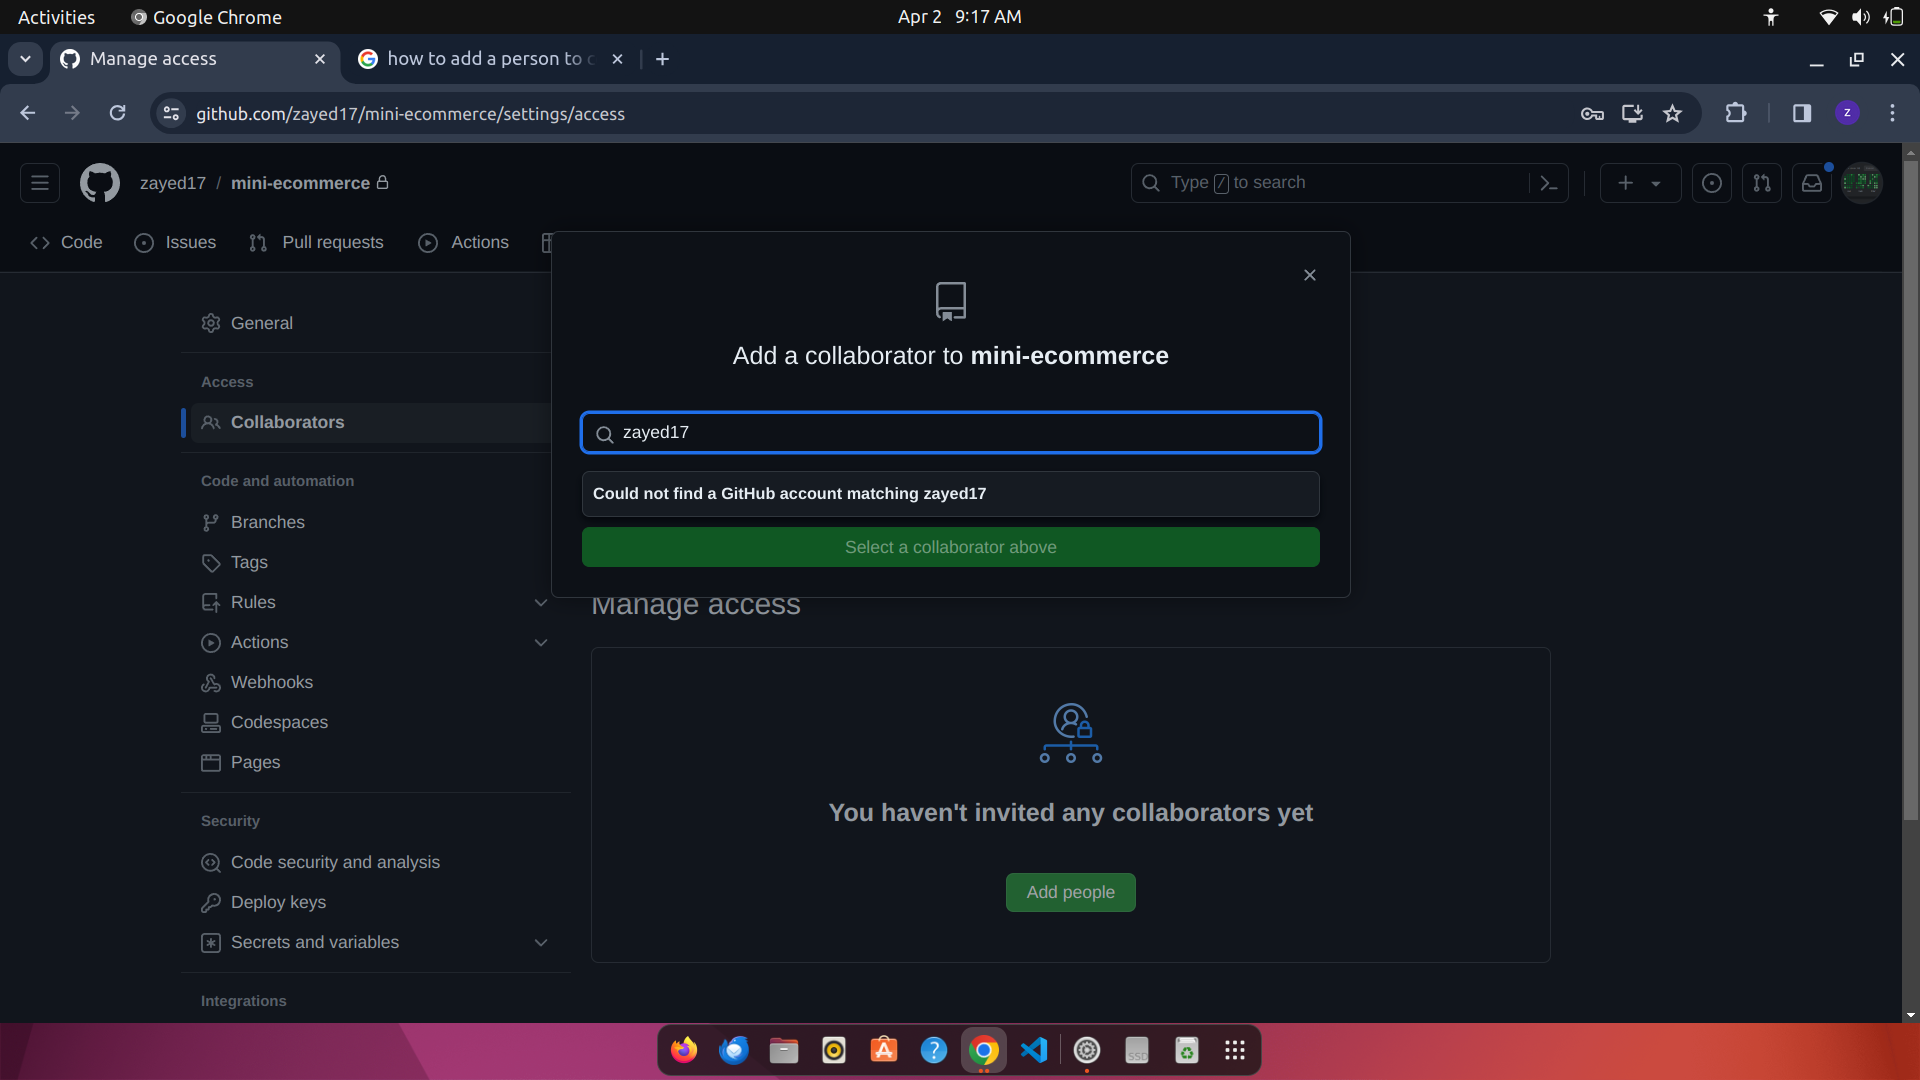 Activities
Google Chrome
Apr 2 9:17 AM
Manage access
how to add a person to
github.com/zayed17/mini-ecommerce/settings/access
z
zayed17 / mini-ecommerce
Type / to search
Code
Issues
Pull requests
Actions
Add a collaborator to mini-ecommerce
zayed17
Could not find a GitHub account matching zayed17
Select a collaborator above
General
Access
Collaborators
Code and automation
Branches
Tags
Rules
Actions
Webhooks
Codespaces
Pages
Security
Code security and analysis
Deploy keys
Secrets and variables
Integrations
Manage access
You haven't invited any collaborators yet
Add people
SSD